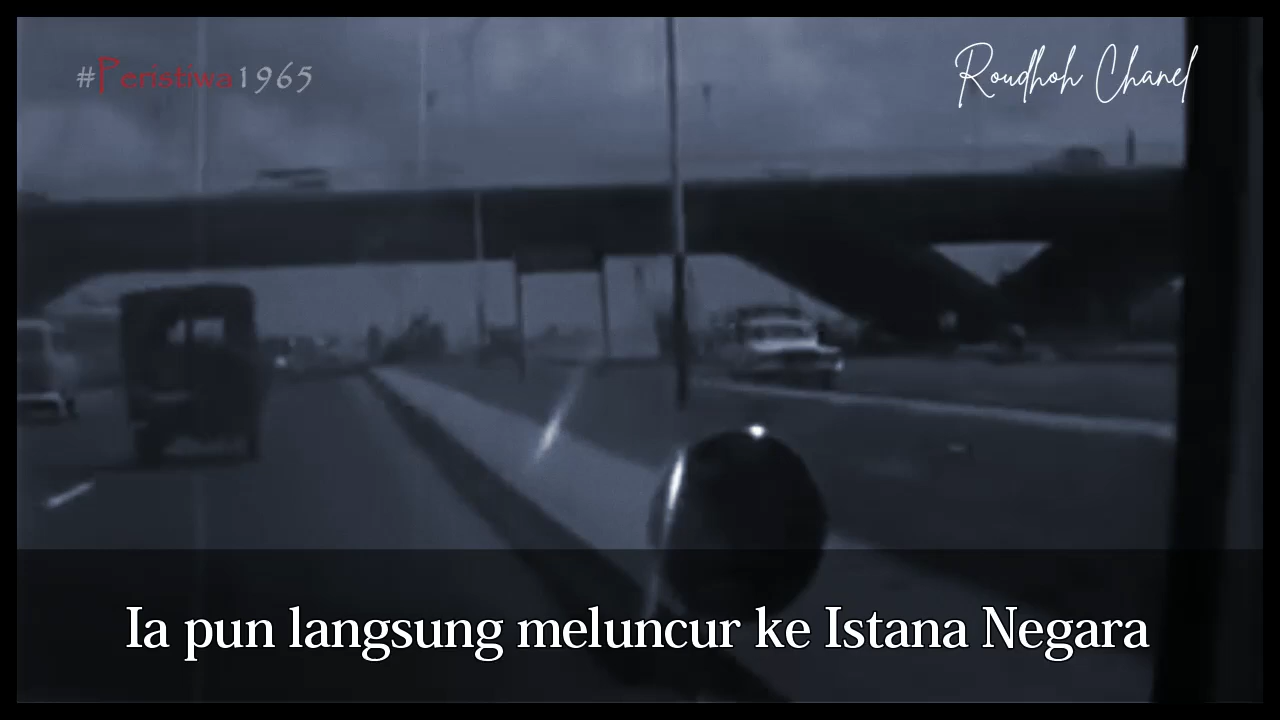 #Peristiwa1965
Roudhoh Chanel
Ia pun langsung meluncur ke Istana Negara